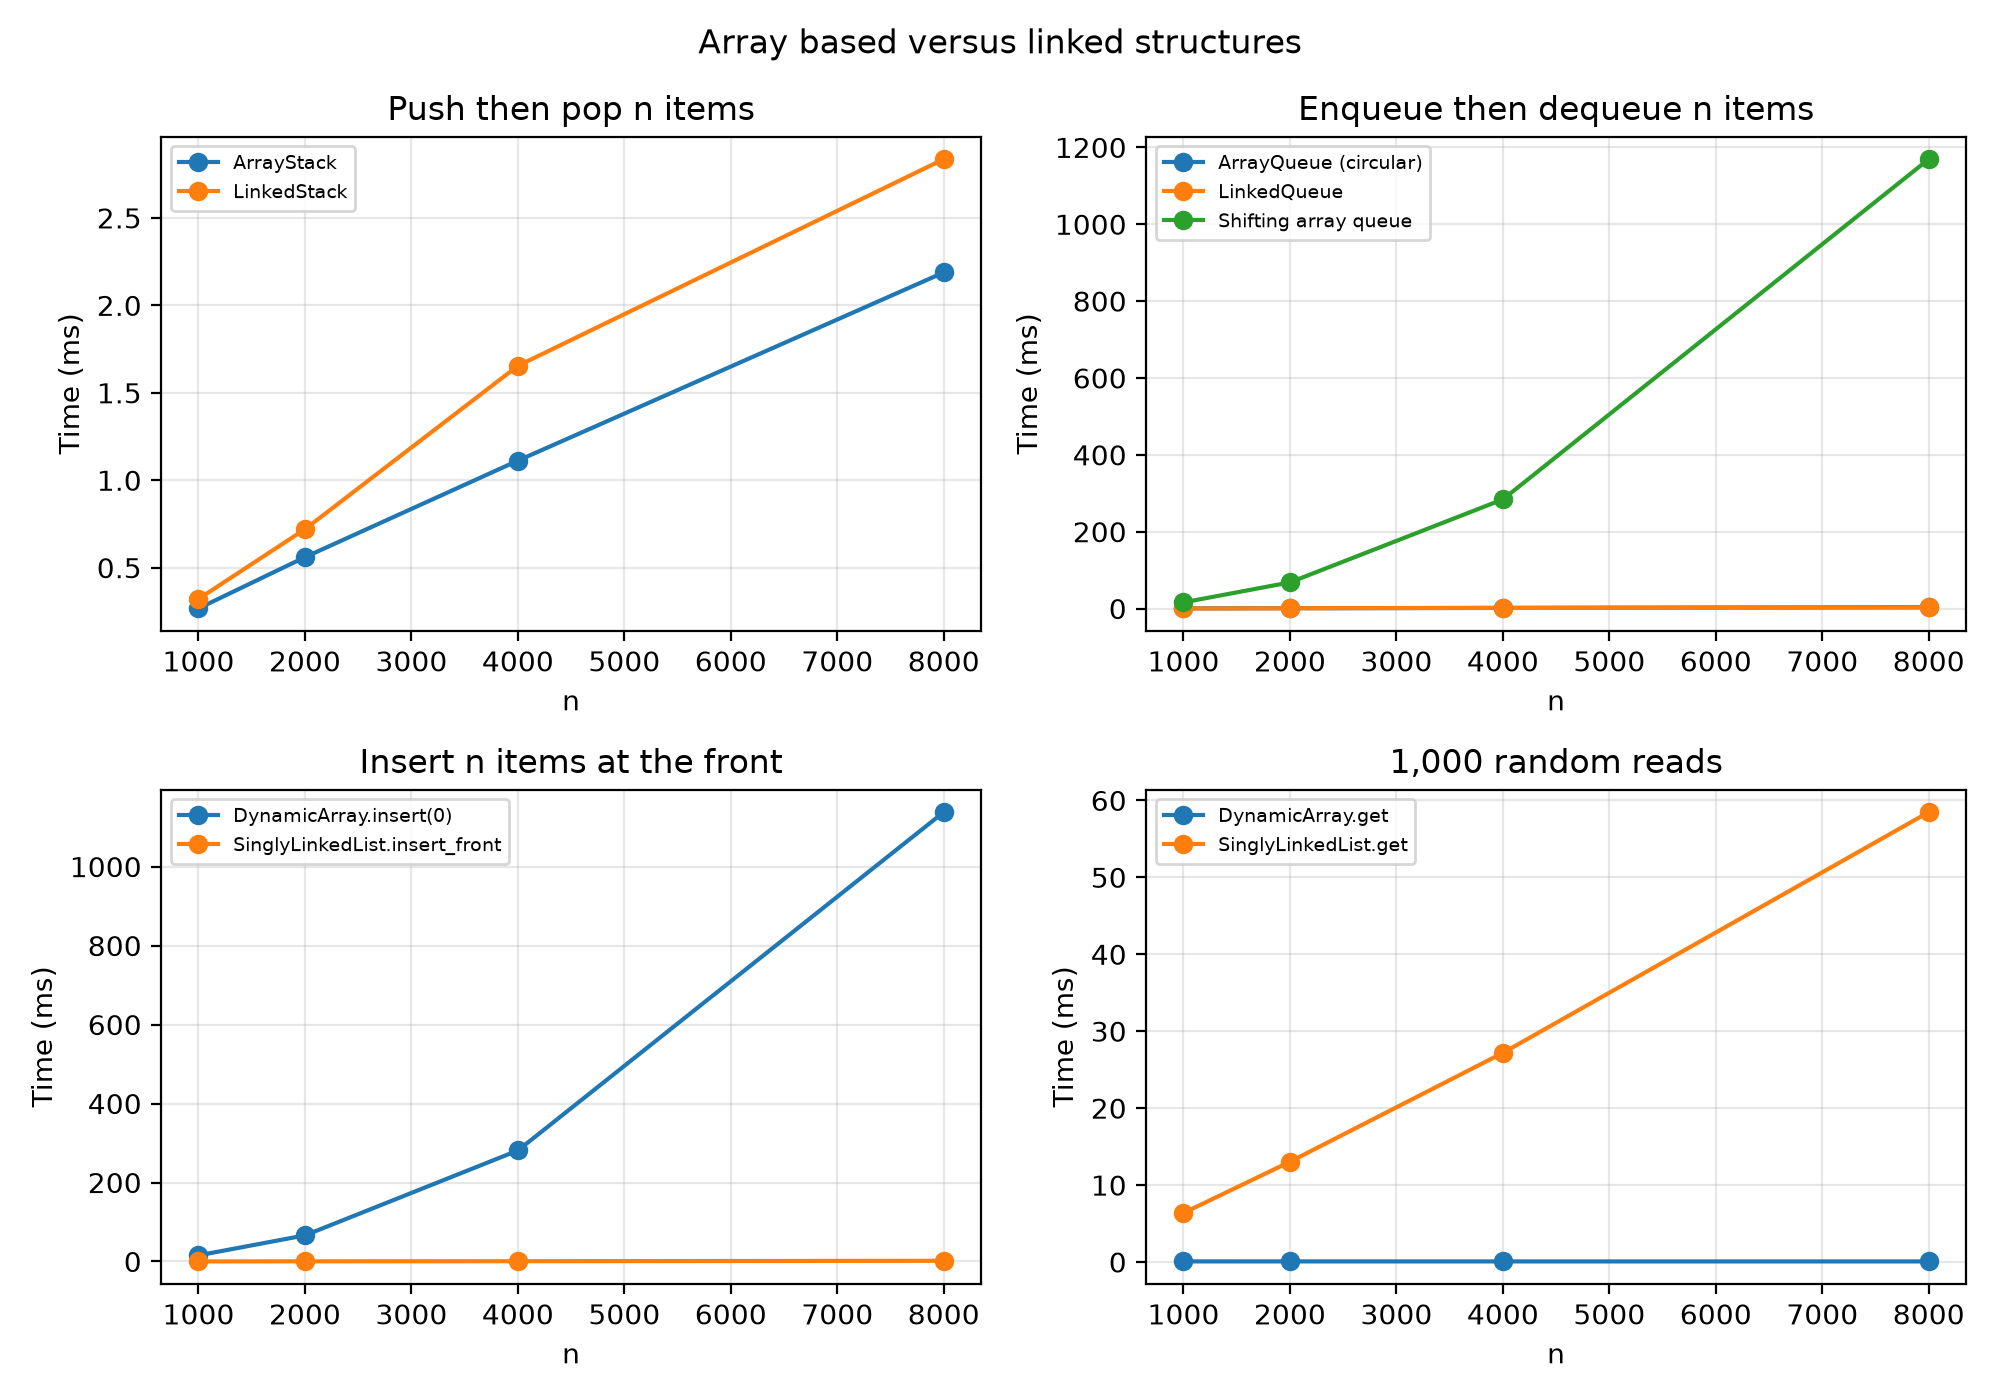 Array based versus linked structures
Push then pop n items
ArrayStack
LinkedStack
Time (ms)
2.5
2.0
1.5
1.0
0.5
1000 2000 3000 4000 5000 6000 7000 8000
n
Enqueue then dequeue n items
ArrayQueue (circular)
LinkedQueue
Shifting array queue
Time (ms)
1200
1000
800
600
400
200
0
1000 2000 3000 4000 5000 6000 7000 8000
n
Insert n items at the front
DynamicArray.insert(0)
SinglyLinkedList.insert_front
Time (ms)
1000
800
600
400
200
0
1000 2000 3000 4000 5000 6000 7000 8000
n
1,000 random reads
DynamicArray.get
SinglyLinkedList.get
Time (ms)
60
50
40
30
20
10
0
1000 2000 3000 4000 5000 6000 7000 8000
n